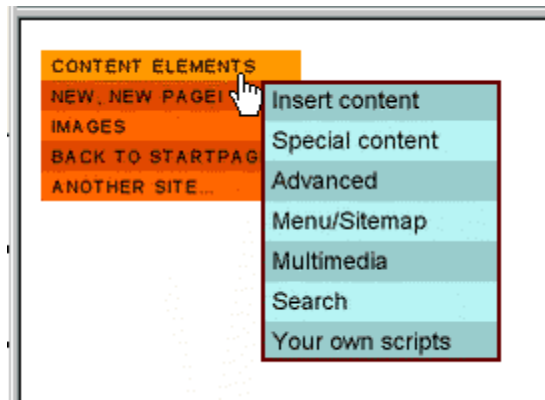 CONTENT ELEMENTS
NEW, NEW PAGE!
IMAGES
BACK TO STARTPAG
ANOTHER SITE...
Insert content
Special content
Advanced
Menu/Sitemap
Multimedia
Search
Your own scripts